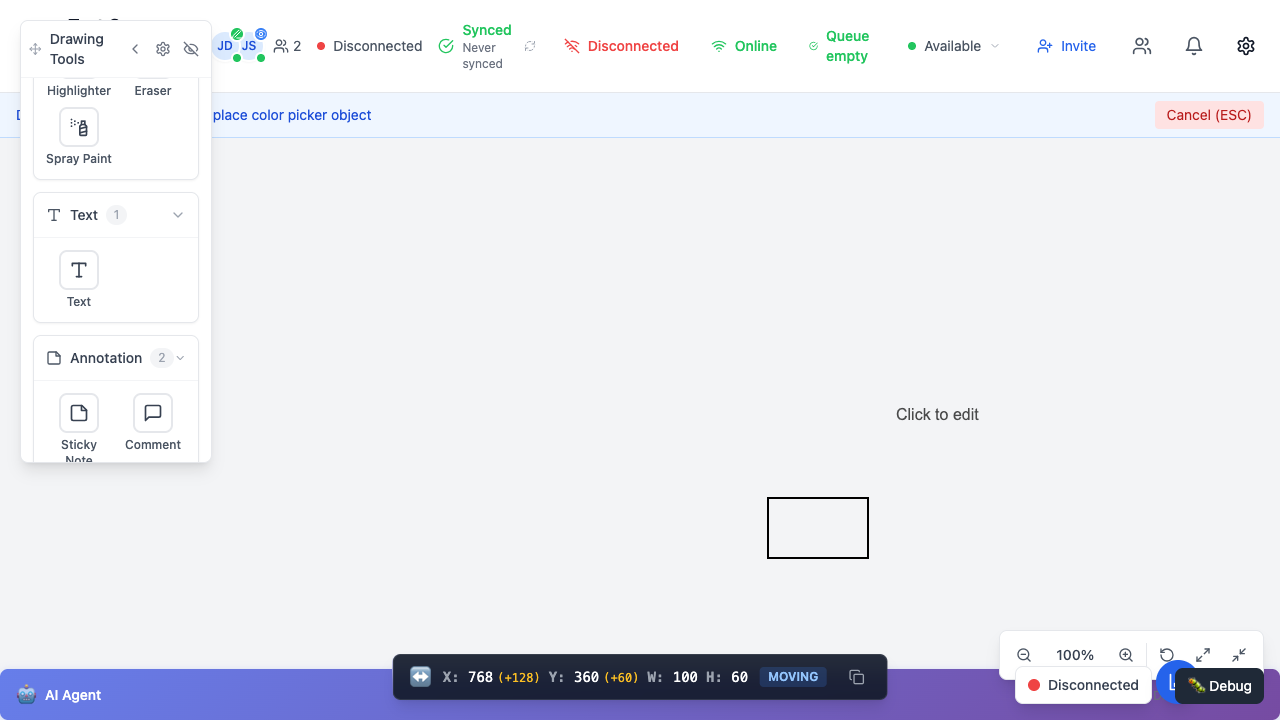 Drawing
Tools
JD
JS
2
Disconnected
Synced
Never
synced
Disconnected
Online
Queue
empty
Available
Invite
place color picker object
Cancel (ESC)
Highlighter
Eraser
Spray Paint
Text
1
Text
Annotation
2
Sticky
Note
Comment
Click to edit
100%
X: 768 (+128) Y: 360 (+60) W: 100 H: 60 MOVING
AI Agent
Disconnected
Debug